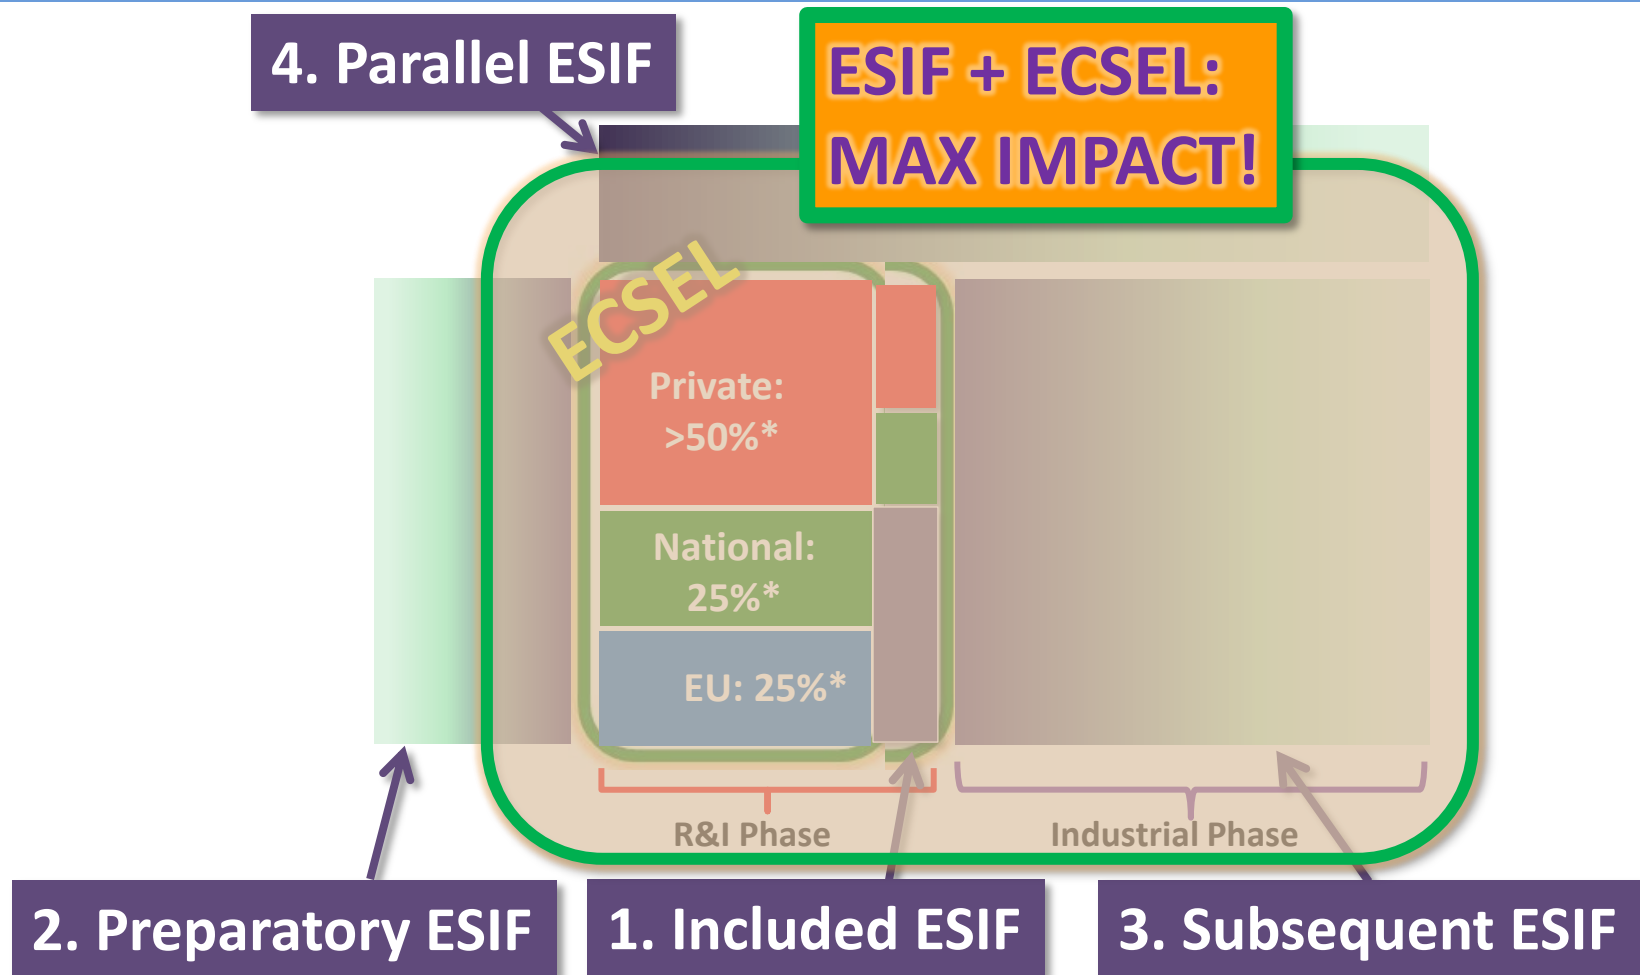 4. Parallel ESIF
ESIF + ECSEL:
MAX IMPACT!
ECSEL
Private:
>50%*
National:
25%*
EU: 25%*
R&I Phase
Industrial Phase
2. Preparatory ESIF
1. Included ESIF
3. Subsequent ESIF